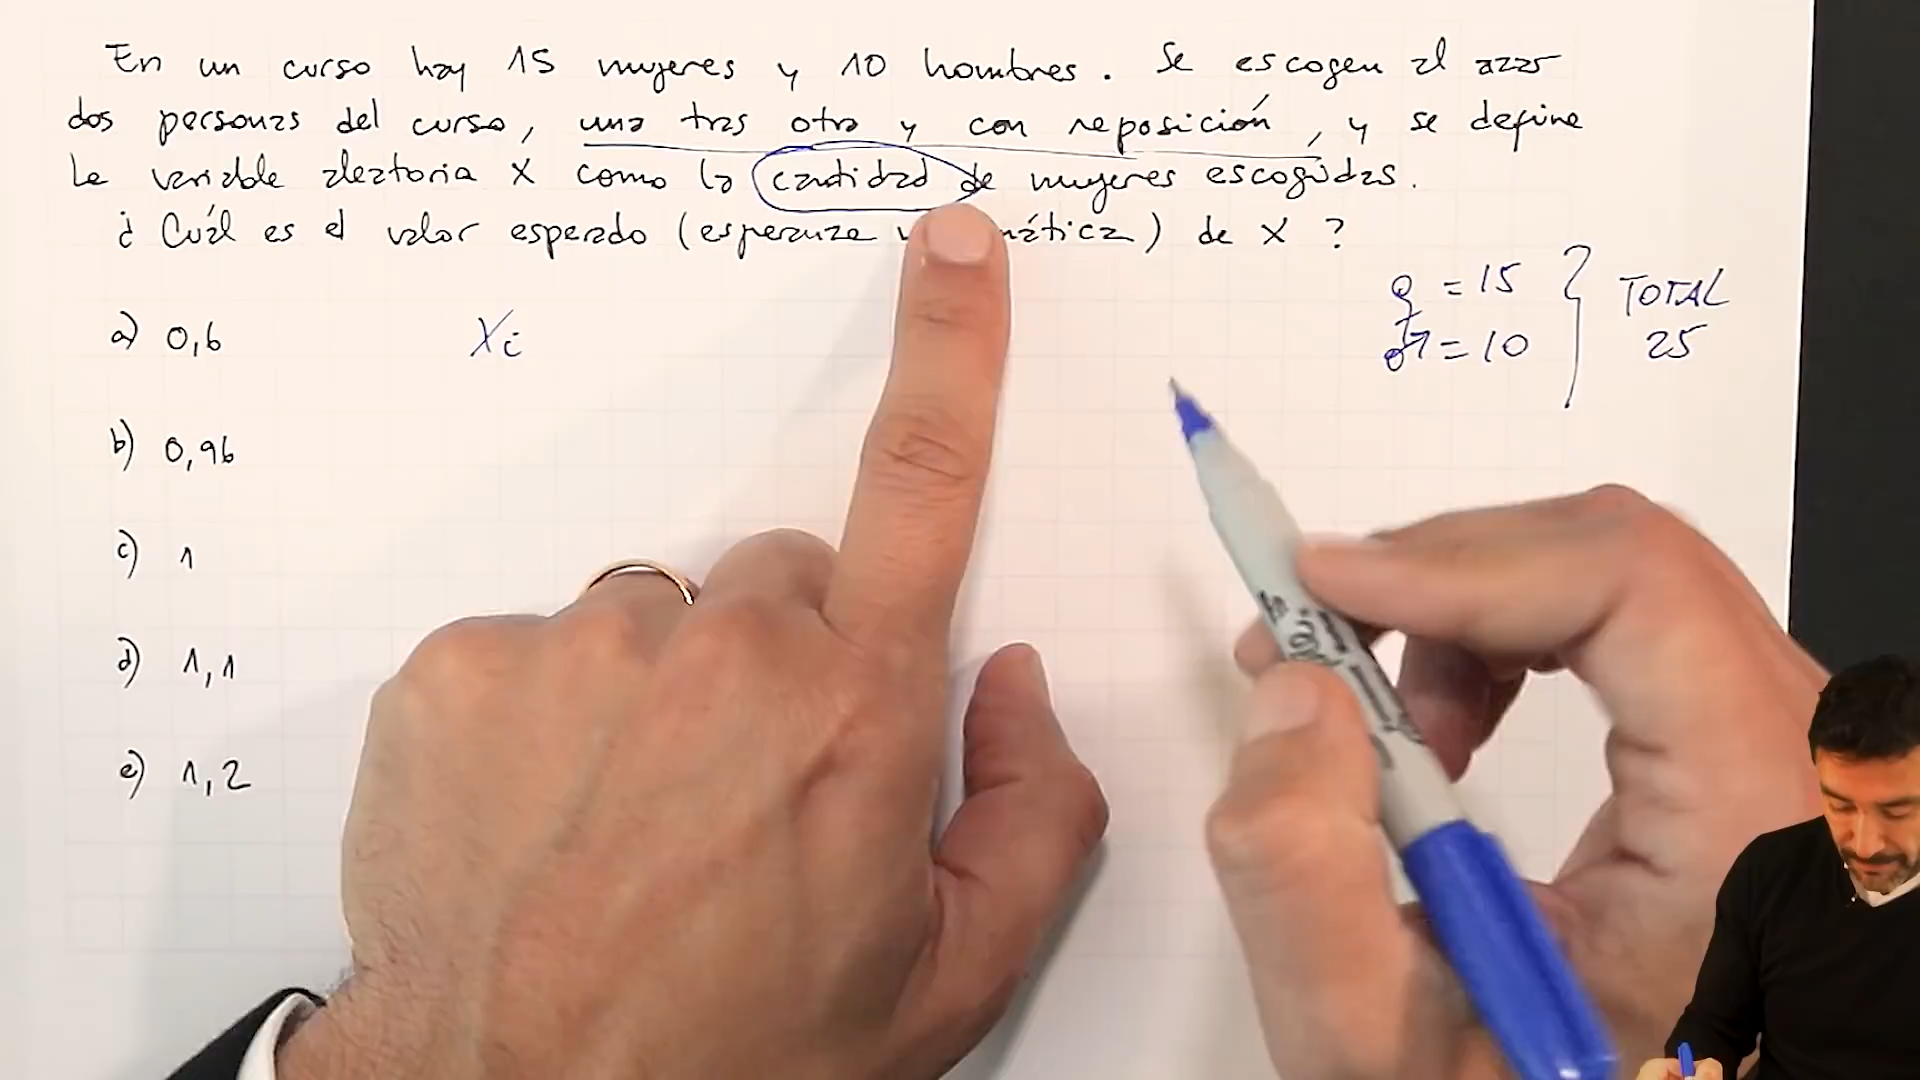 En un curso hay 15 mujeres y 10 hombres. Se escogen al azar
dos personas del curso, una tras otra y con reposición, y se define
la variable aleatoria X como la cantidad de mujeres escogidas.
¿Cuál es el valor esperado (esperanza mática) de X?
♀ = 15
♂ = 10
TOTAL
25
a) 0,6
Xi
b) 0,96
c) 1
d) 1,1
e) 1,2